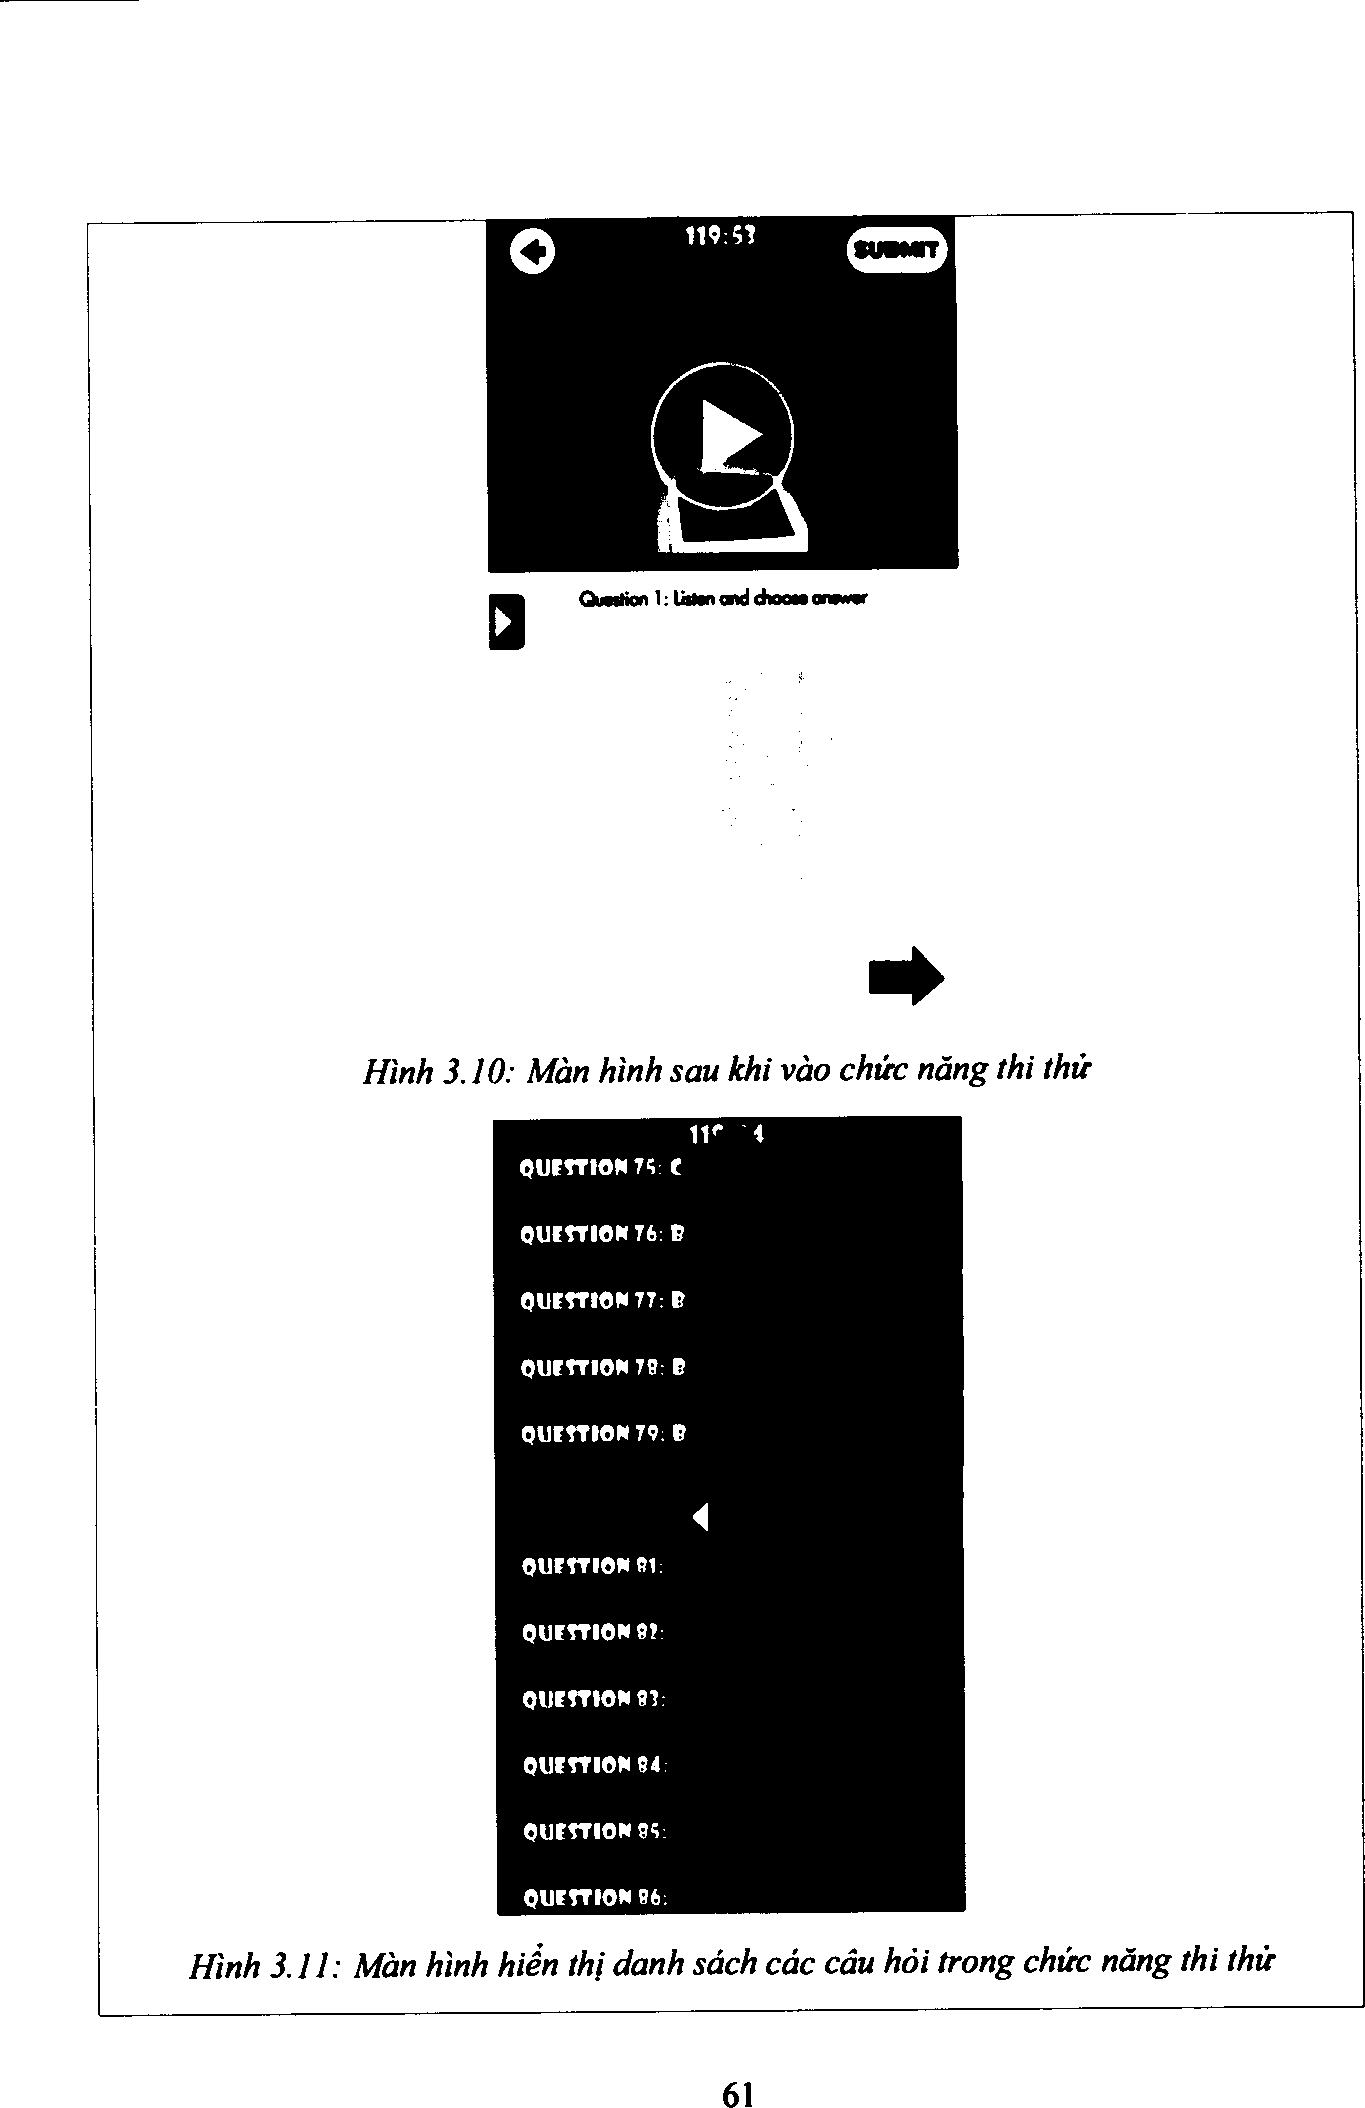 119:53
SUBMIT
Question 1: Listen and choose answer
Hình 3.10: Màn hình sau khi vào chức năng thi thử
QUESTION 75: C
QUESTION 76: B
QUESTION 77: B
QUESTION 78: B
QUESTION 79: B
QUESTION 81:
QUESTION 82:
QUESTION 83:
QUESTION 84:
QUESTION 85:
QUESTION 86:
Hình 3.11: Màn hình hiển thị danh sách các câu hỏi trong chức năng thi thử
61